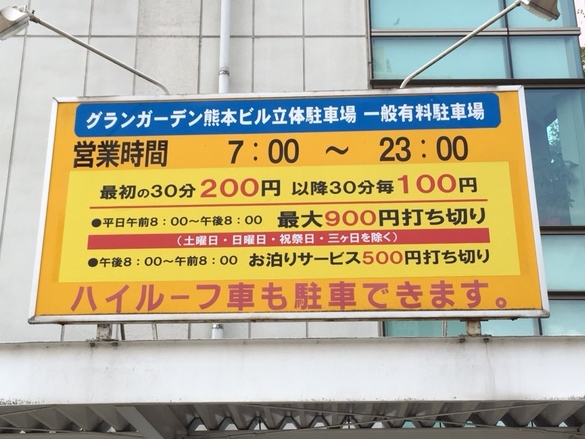 グランガーデン熊本ビル立体駐車場 一般有料駐車場
営業時間 7：00 ～ 23：00
最初の30分200円 以降30分毎100円
●平日午前8：00～午後8：00 最大900円打ち切り
（土曜日・日曜日・祝祭日・三ヶ日を除く）
●午後8：00～午前8：00 お泊りサービス500円打ち切り
ハイルーフ車も駐車できます。